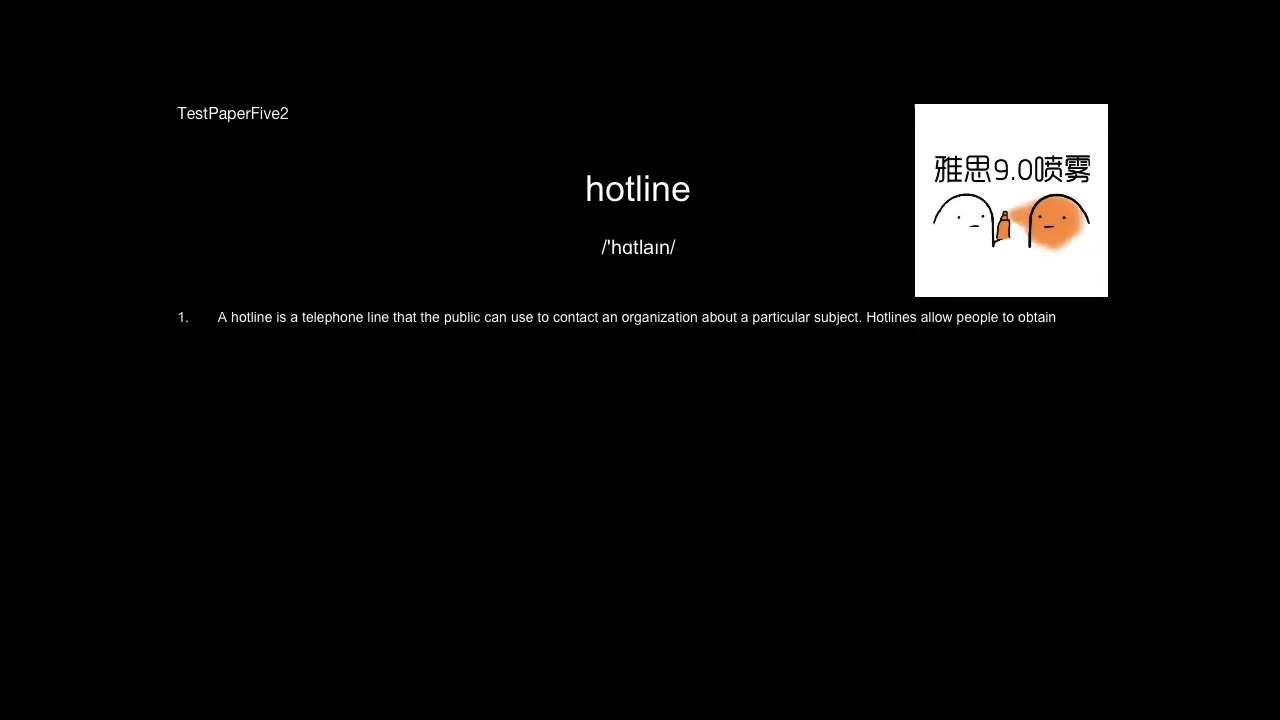 TestPaperFive2
雅思9.0喷雾
hotline
/'hɑtlaɪn/
1. A hotline is a telephone line that the public can use to contact an organization about a particular subject. Hotlines allow people to obtain